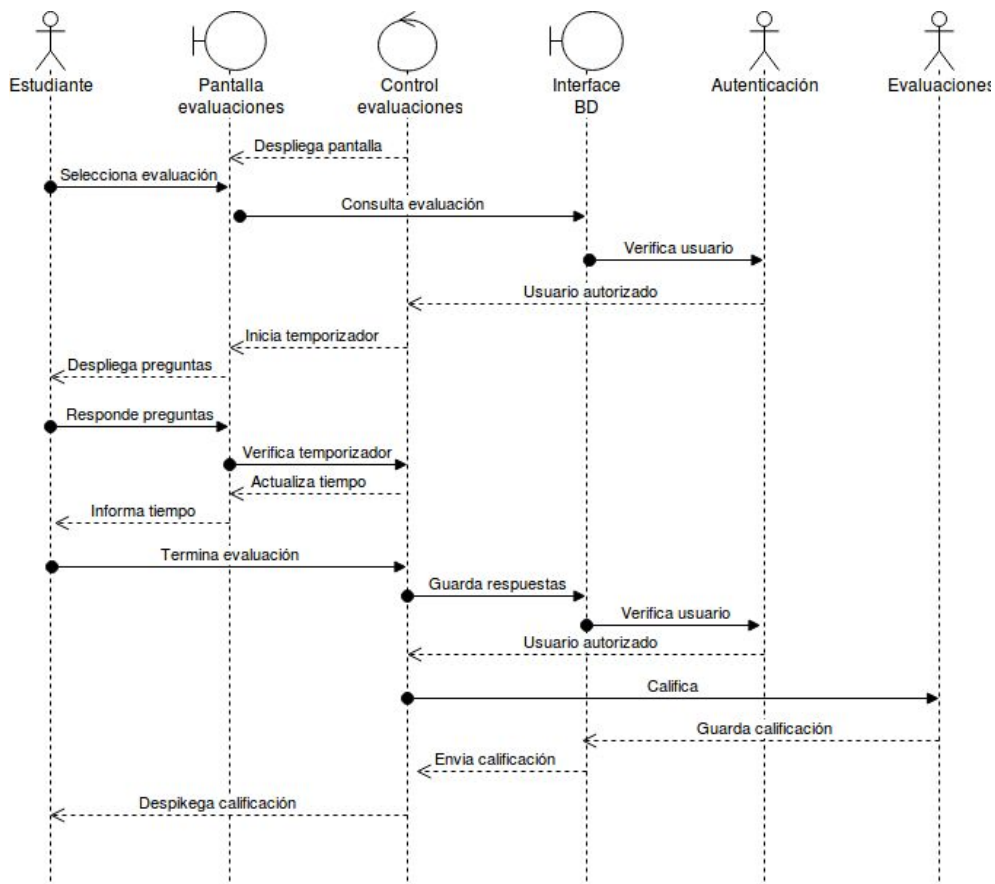 Estudiante
Pantalla
evaluaciones
Control
evaluaciones
Interface
BD
Autenticación
Evaluaciones
Despliega pantalla
Selecciona evaluación
Consulta evaluación
Verifica usuario
Usuario autorizado
Inicia temporizador
Despliega preguntas
Responde preguntas
Verifica temporizador
Actualiza tiempo
Informa tiempo
Termina evaluación
Guarda respuestas
Verifica usuario
Usuario autorizado
Califica
Guarda calificación
Envia calificación
Despikega calificación